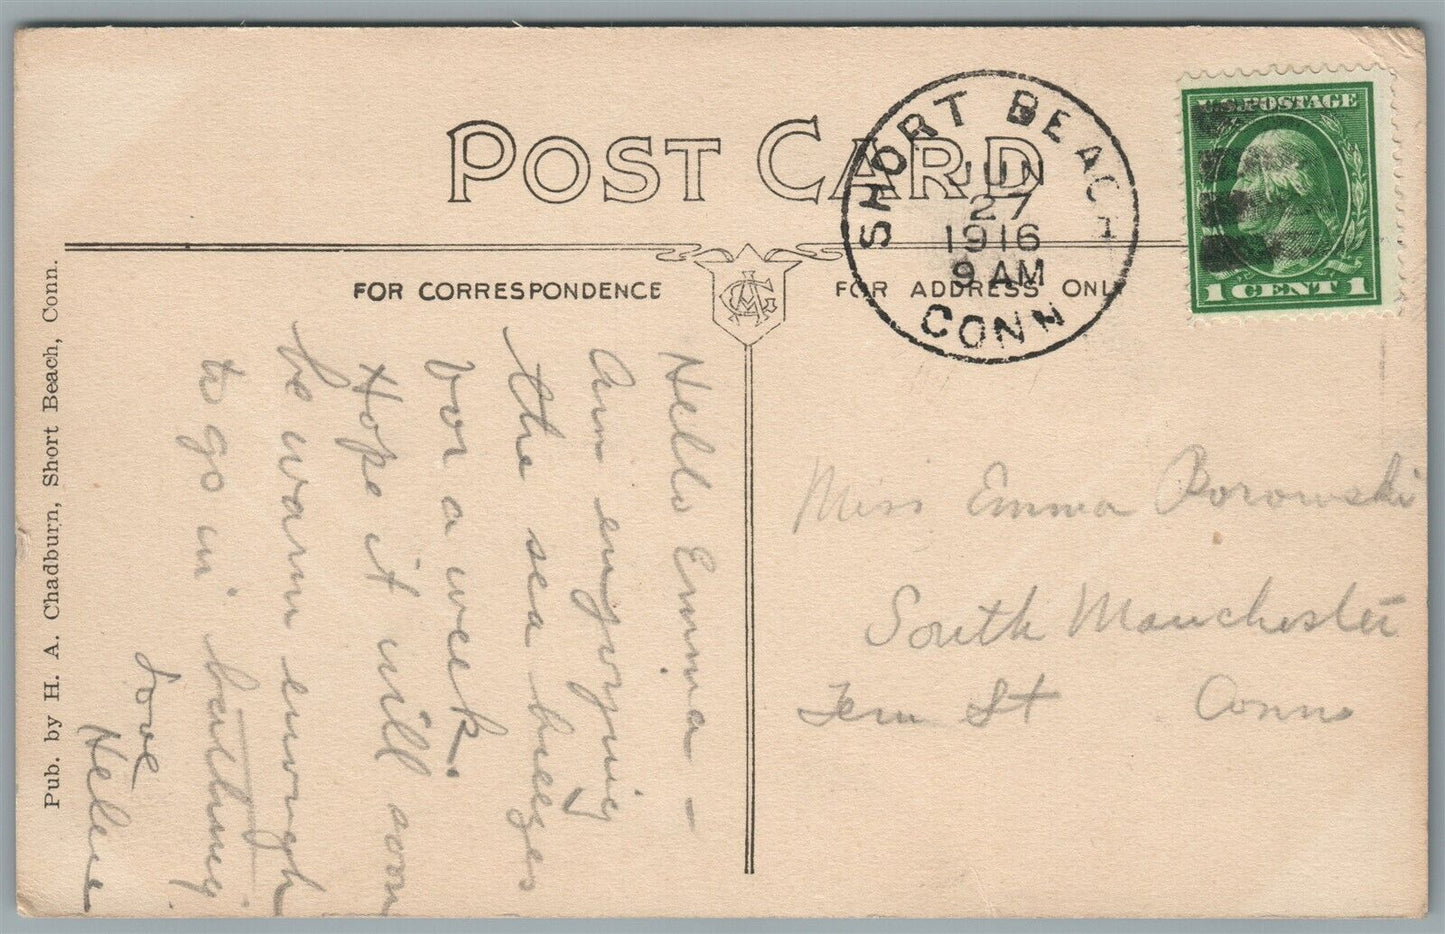 POST CARD
SHORT BEACH
JUN
27
1916
9 AM
CONN
U.S. POSTAGE
1 CENT 1
FOR CORRESPONDENCE
FOR ADDRESS ONLY
Hello Emma –
Am enjoying
the sea breezes
for a week.
Hope it will soon
be warm enough
to go in bathing
Love
Helen
Miss Emma Borowski
South Manchester
St Conn
Pub. by H. A. Chadburn, Short Beach, Conn.